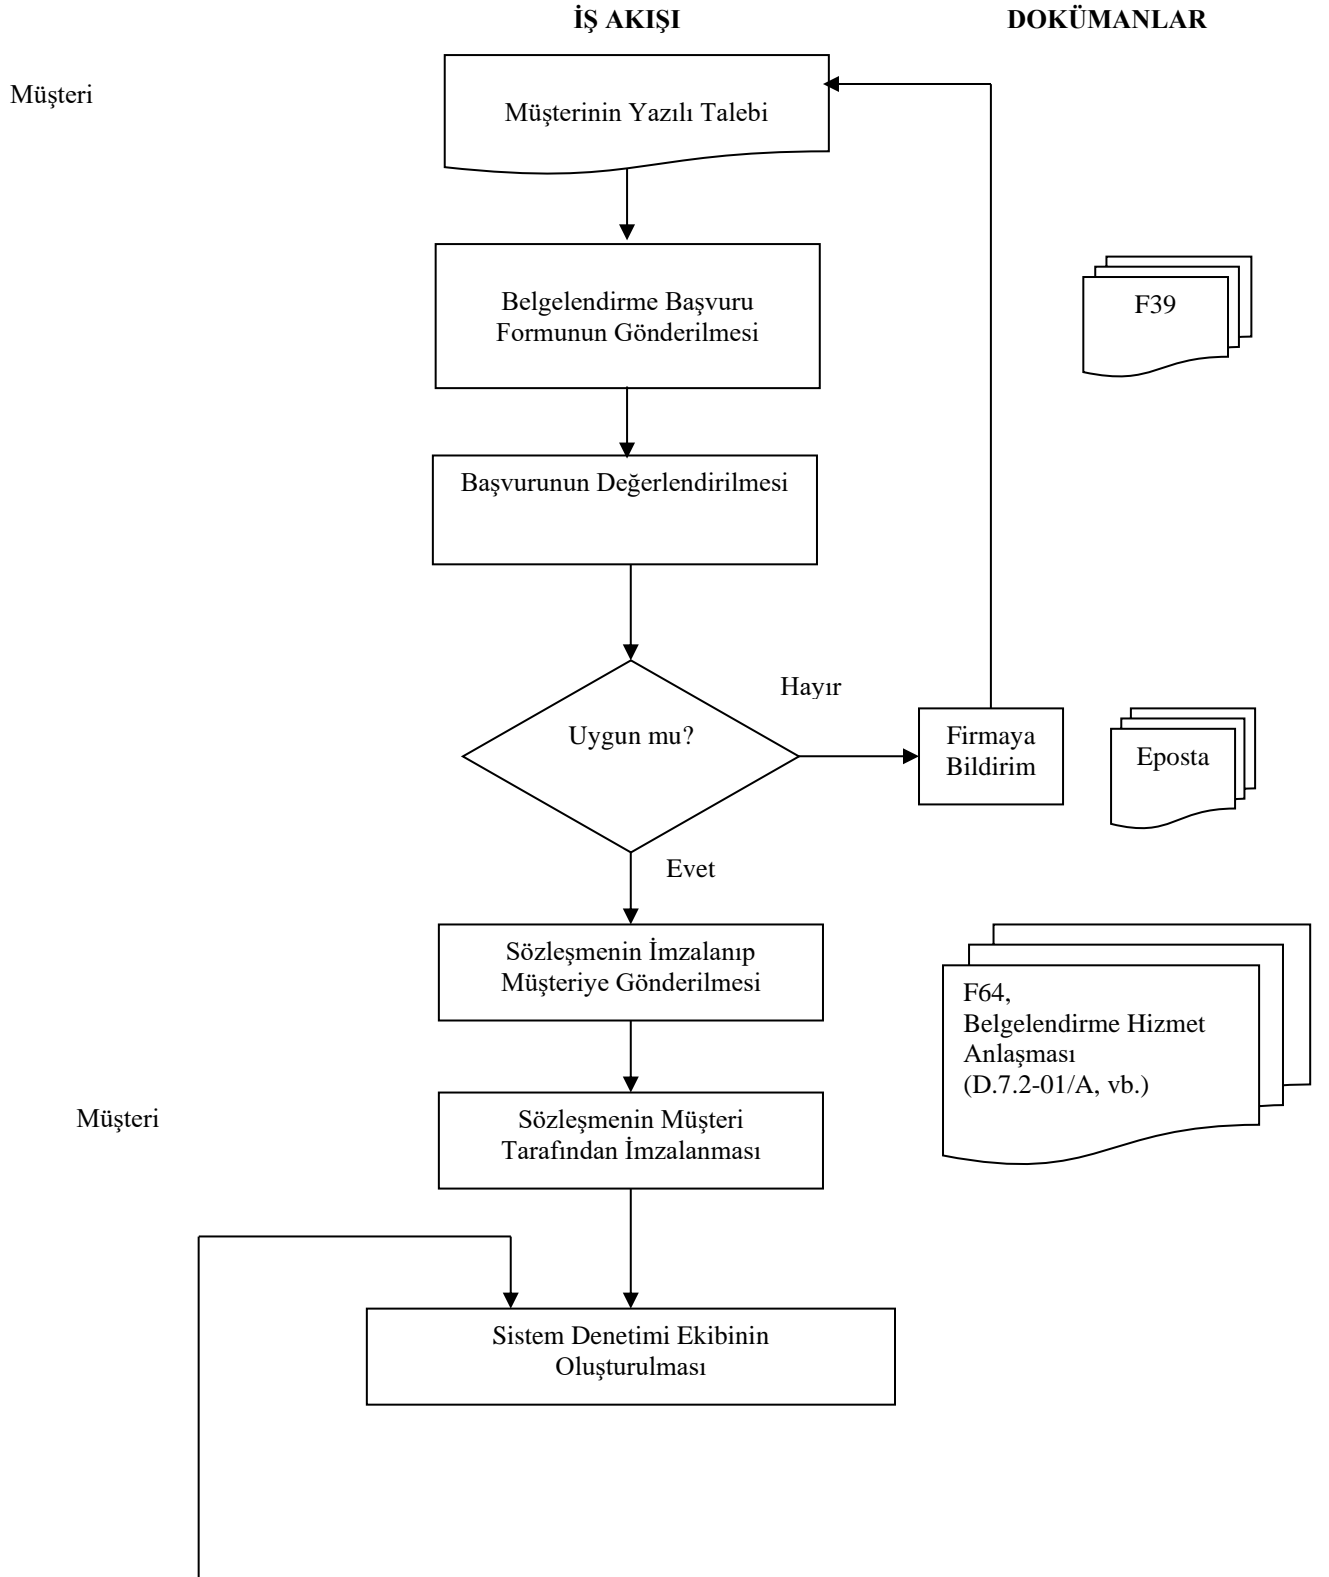 İŞ AKIŞI
DOKÜMANLAR
Müşteri
Müşterinin Yazılı Talebi
Belgelendirme Başvuru
Formunun Gönderilmesi
F39
Başvurunun Değerlendirilmesi
Uygun mu?
Hayır
Firmaya
Bildirim
Eposta
Evet
Sözleşmenin İmzalanıp
Müşteriye Gönderilmesi
F64,
Belgelendirme Hizmet
Anlaşması
(D.7.2-01/A, vb.)
Müşteri
Sözleşmenin Müşteri
Tarafından İmzalanması
Sistem Denetimi Ekibinin
Oluşturulması